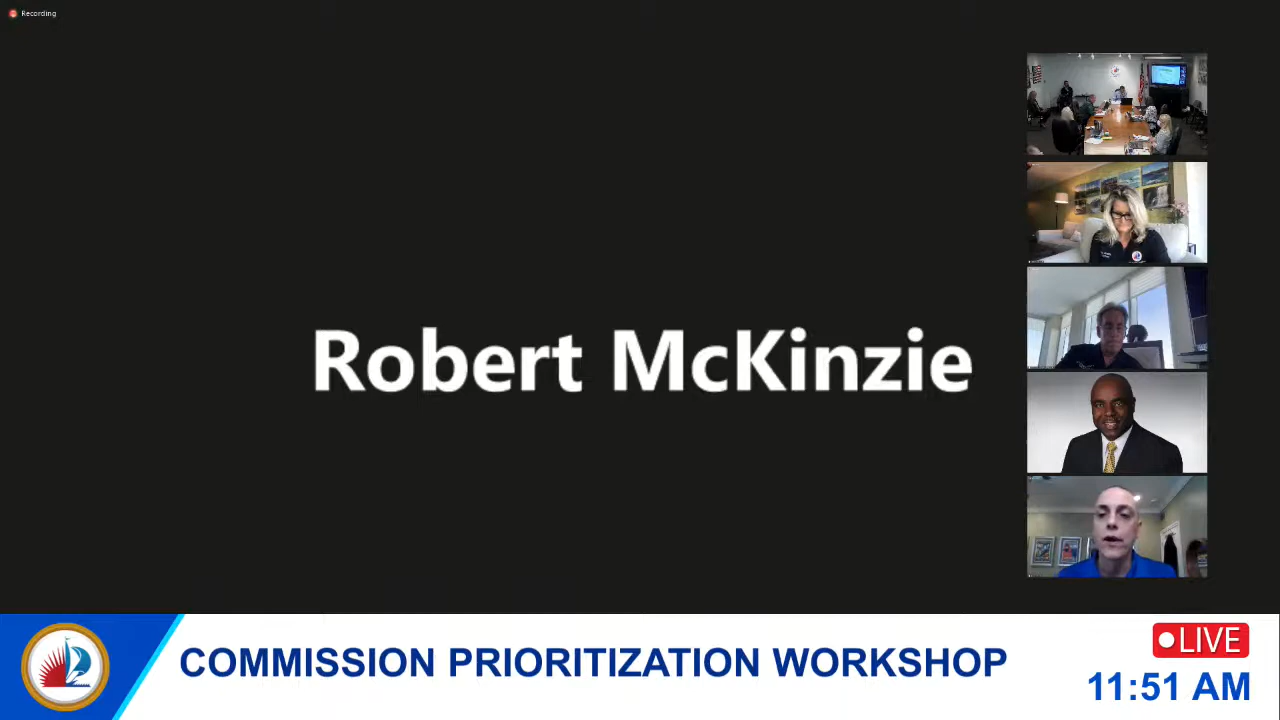 Recording
Robert McKinzie
COMMISSION PRIORITIZATION WORKSHOP
LIVE
11:51 AM